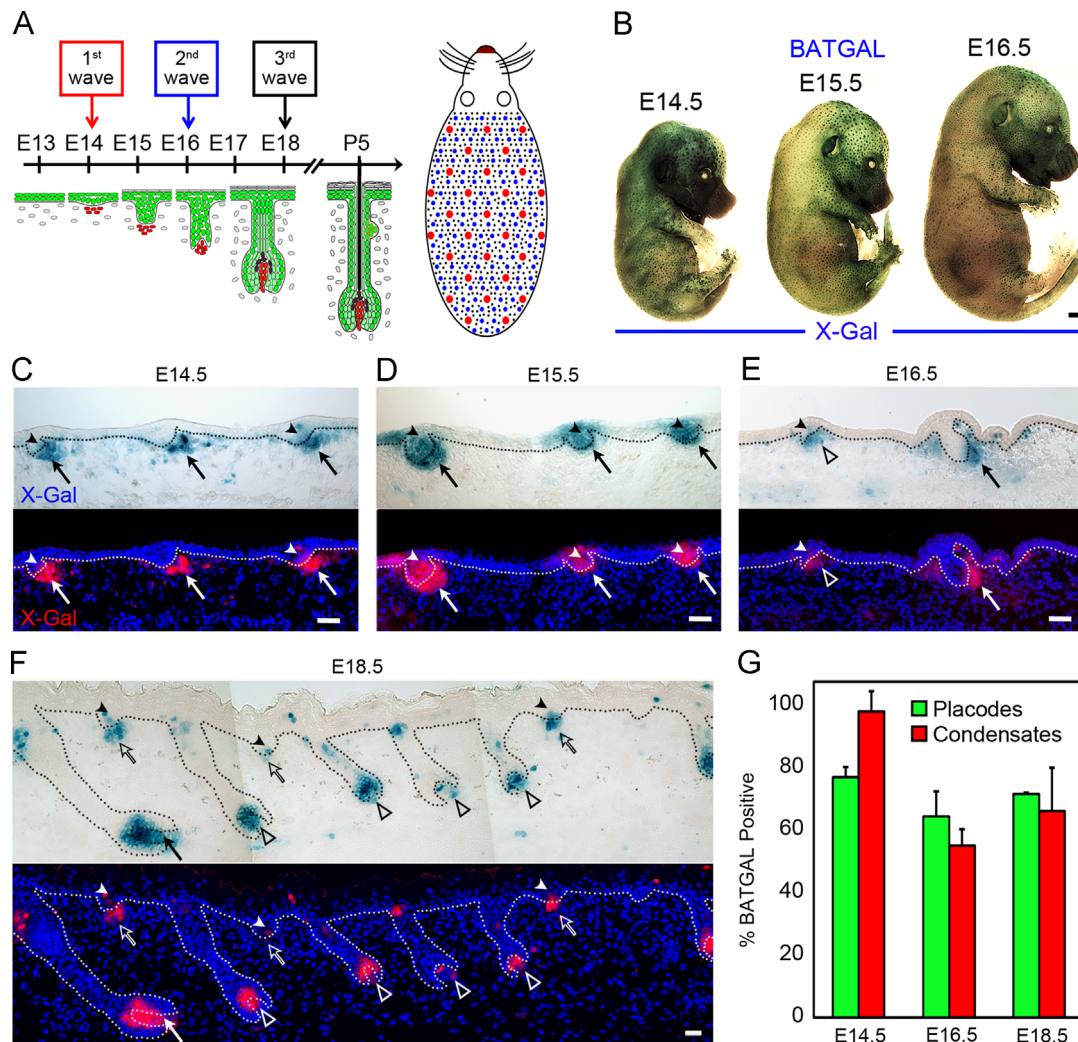 A
1st wave
2nd wave
3rd wave
E13 E14 E15 E16 E17 E18 P5
B
BATGAL
E14.5
E15.5
E16.5
X-Gal
C
E14.5
X-Gal
X-Gal
D
E15.5
E
E16.5
F
E18.5
G
% BATGAL Positive
100
80
60
40
20
0
Placodes
Condensates
E14.5 E16.5 E18.5